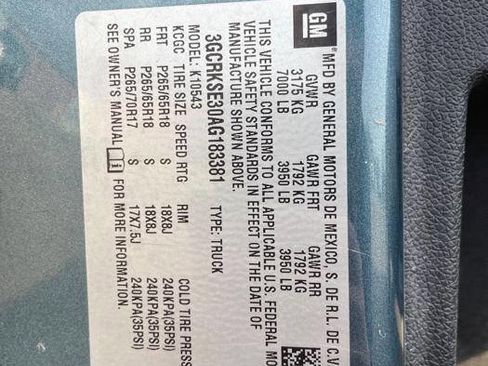 GM
MFD BY GENERAL MOTORS DE MEXICO, S. DE R.L. DE C.V.
GVWR GAWR FRT GAWR RR
3175 KG 1792 KG 1792 KG
7000 LB 3950 LB 3950 LB
THIS VEHICLE CONFORMS TO ALL APPLICABLE U.S. FEDERAL MO
VEHICLE SAFETY STANDARDS IN EFFECT ON THE DATE OF
MANUFACTURE SHOWN ABOVE.
3GCRKSE30AG183381 TYPE: TRUCK
MODEL: K10543
KCGC TIRE SIZE SPEED RTG RIM COLD TIRE PRES
FRT P265/65R18 S 18X8J 240KPA(35PSI)
RR P265/65R18 S 18X8J 240KPA(35PSI)
SPA P265/70R17 S 17X7.5J 240KPA(35PSI)
SEE OWNER'S MANUAL i FOR MORE INFORMATION.